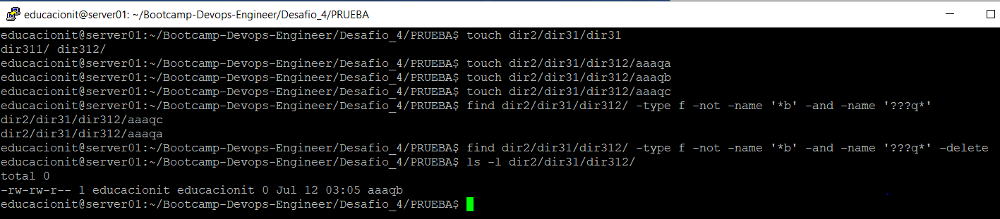 educacionit@server01: ~/Bootcamp-Devops-Engineer/Desafio_4/PRUEBA
educacionit@server01:~/Bootcamp-Devops-Engineer/Desafio_4/PRUEBA$ touch dir2/dir31/dir31
dir311/ dir312/
educacionit@server01:~/Bootcamp-Devops-Engineer/Desafio_4/PRUEBA$ touch dir2/dir31/dir312/aaaqa
educacionit@server01:~/Bootcamp-Devops-Engineer/Desafio_4/PRUEBA$ touch dir2/dir31/dir312/aaaqb
educacionit@server01:~/Bootcamp-Devops-Engineer/Desafio_4/PRUEBA$ touch dir2/dir31/dir312/aaaqc
educacionit@server01:~/Bootcamp-Devops-Engineer/Desafio_4/PRUEBA$ find dir2/dir31/dir312/ -type f -not -name '*b' -and -name '???q*'
dir2/dir31/dir312/aaaqc
dir2/dir31/dir312/aaaqa
educacionit@server01:~/Bootcamp-Devops-Engineer/Desafio_4/PRUEBA$ find dir2/dir31/dir312/ -type f -not -name '*b' -and -name '???q*' -delete
educacionit@server01:~/Bootcamp-Devops-Engineer/Desafio_4/PRUEBA$ ls -l dir2/dir31/dir312/
total 0
-rw-rw-r-- 1 educacionit educacionit 0 Jul 12 03:05 aaaqb
educacionit@server01:~/Bootcamp-Devops-Engineer/Desafio_4/PRUEBA$